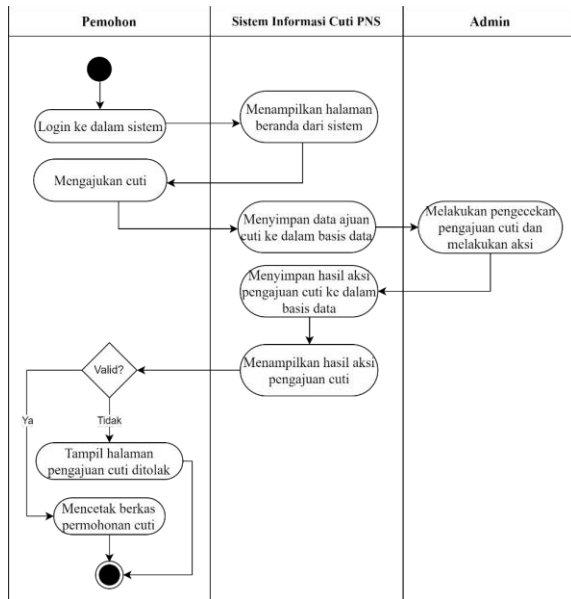 Pemohon
Sistem Informasi Cuti PNS
Admin
Login ke dalam sistem
Menampilkan halaman
beranda dari sistem
Mengajukan cuti
Menyimpan data ajuan
cuti ke dalam basis data
Melakukan pengecekan
pengajuan cuti dan
melakukan aksi
Menyimpan hasil aksi
pengajuan cuti ke dalam
basis data
Menampilkan hasil aksi
pengajuan cuti
Valid?
Ya
Tidak
Tampil halaman
pengajuan cuti ditolak
Mencetak berkas
permohonan cuti